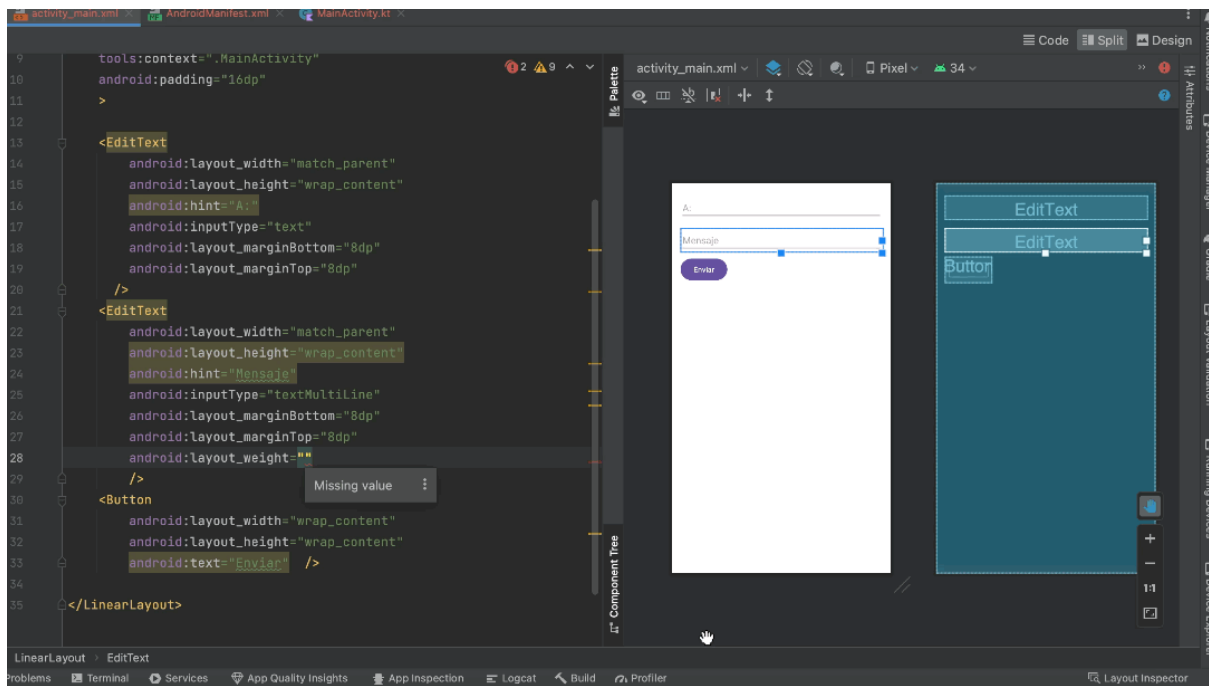 activity_main.xml × AndroidManifest.xml × MainActivity.kt ×
Code Split Design
9 tools:context=".MainActivity"
10 android:padding="16dp"
11 >
12
13 <EditText
14 android:layout_width="match_parent"
15 android:layout_height="wrap_content"
16 android:hint="A:"
17 android:inputType="text"
18 android:layout_marginBottom="8dp"
19 android:layout_marginTop="8dp"
20 />
21 <EditText
22 android:layout_width="match_parent"
23 android:layout_height="wrap_content"
24 android:hint="Mensaje"
25 android:inputType="textMultiLine"
26 android:layout_marginBottom="8dp"
27 android:layout_marginTop="8dp"
28 android:layout_weight=""
29 />
Missing value
30 <Button
31 android:layout_width="wrap_content"
32 android:layout_height="wrap_content"
33 android:text="Enviar" />
34
35 </LinearLayout>
2 9
Palette
Component Tree
activity_main.xml Pixel 34
A:
Mensaje
Enviar
EditText
EditText
Button
1:1
Attributes
LinearLayout > EditText
Problems Terminal Services App Quality Insights App Inspection Logcat Build Profiler Layout Inspector